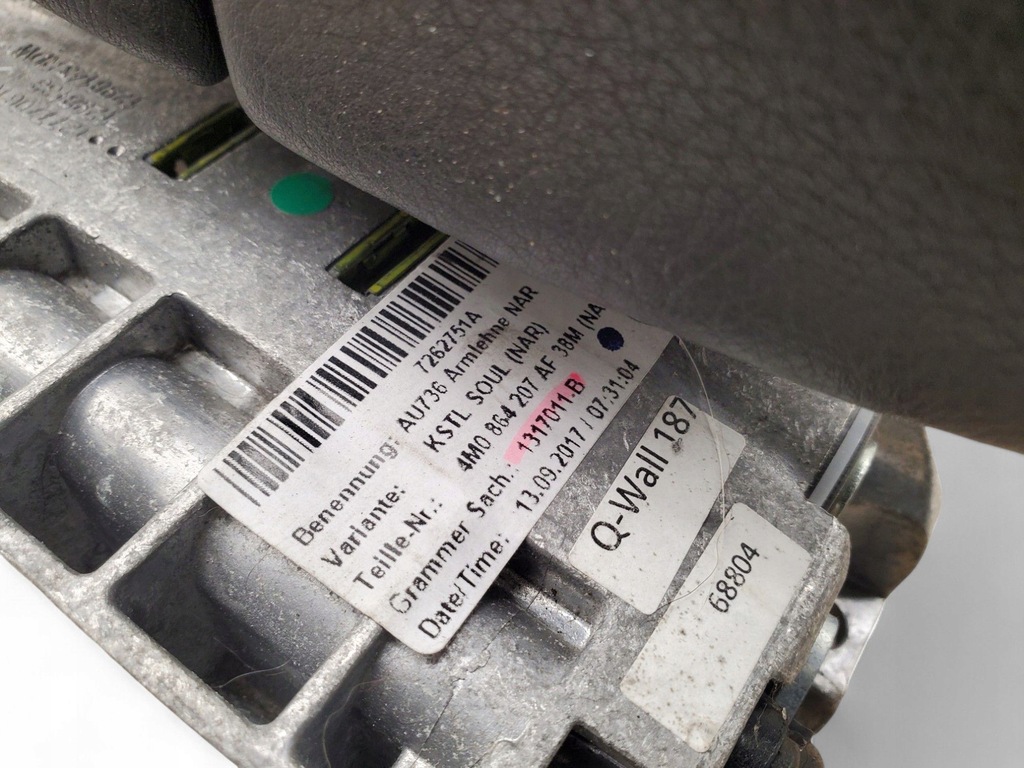 7262751A
Benennung: AU736 Armlehne NAR
Variante: KSTL SOUL (NAR)
Teille-Nr.: 4M0 864 207 AF 38M (NA
Grammer Sach.: 1317011.B
Date/Time: 13.09.2017 / 07:31:04
Q-Wall 187
68804